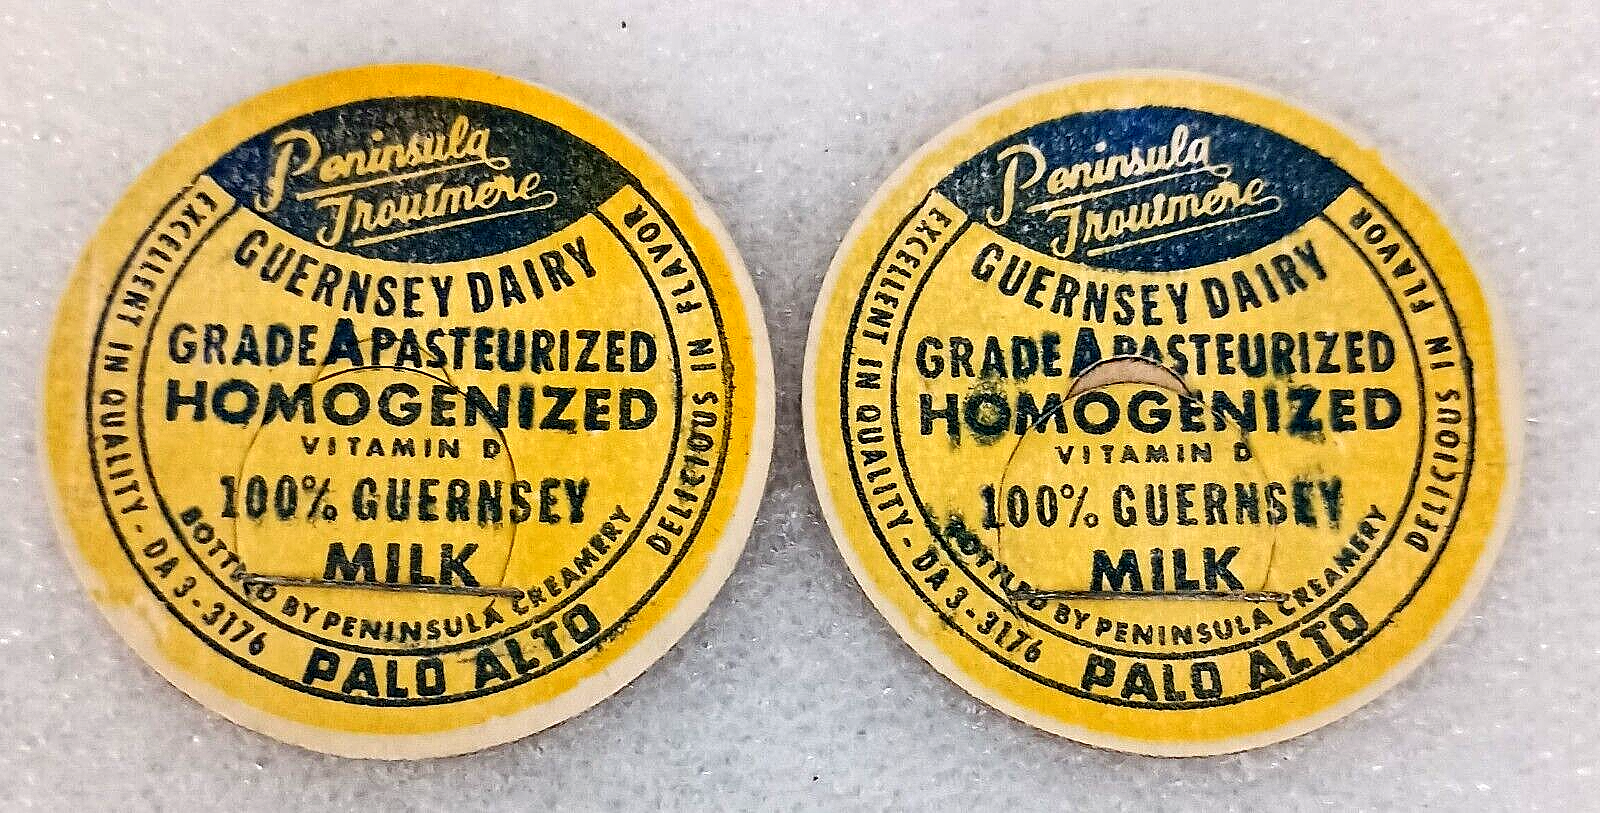 Peninsula
Troutmere
GUERNSEY DAIRY
GRADE A PASTEURIZED
HOMOGENIZED
VITAMIN D
100% GUERNSEY
MILK
BOTTLED BY PENINSULA CREAMERY
EXCELLENT IN QUALITY - DA 3-3176
PALO ALTO
DELICIOUS IN FLAVOR
Peninsula
Troutmere
GUERNSEY DAIRY
GRADE A PASTEURIZED
HOMOGENIZED
VITAMIN D
100% GUERNSEY
MILK
BOTTLED BY PENINSULA CREAMERY
EXCELLENT IN QUALITY - DA 3-3176
PALO ALTO
DELICIOUS IN FLAVOR